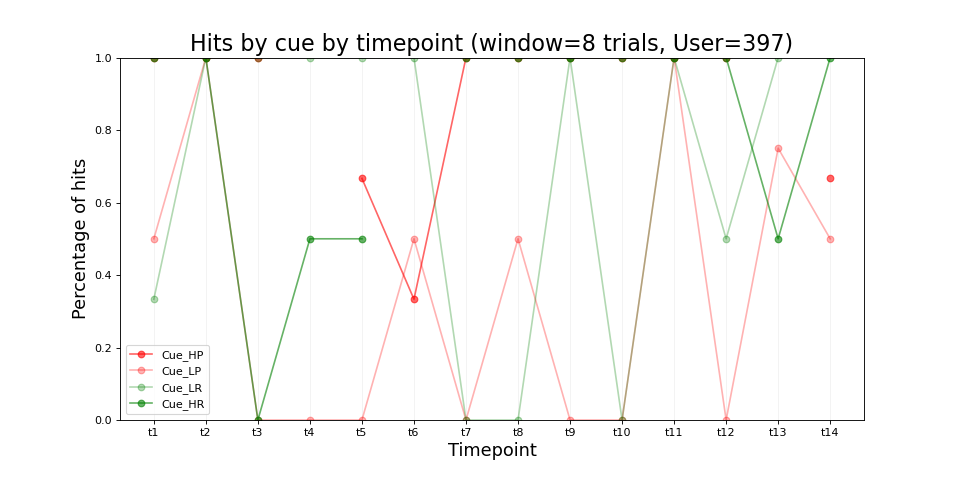 Hits by cue by timepoint (window=8 trials, User=397)
Percentage of hits
1.0
0.8
0.6
0.4
0.2
0.0
Cue_HP
Cue_LP
Cue_LR
Cue_HR
t1 t2 t3 t4 t5 t6 t7 t8 t9 t10 t11 t12 t13 t14
Timepoint